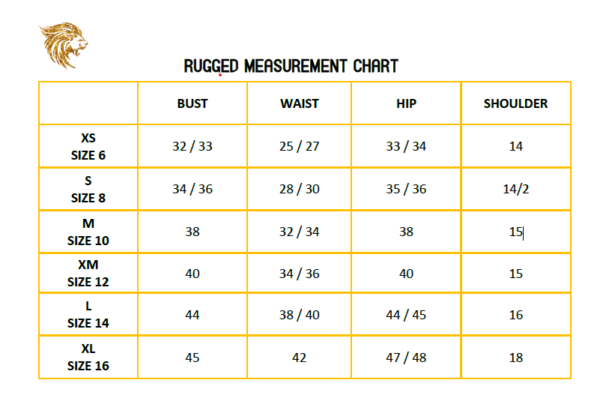 RUGGED MEASUREMENT CHART
BUST WAIST HIP SHOULDER
XS
SIZE 6 32 / 33 25 / 27 33 / 34 14
S
SIZE 8 34 / 36 28 / 30 35 / 36 14/2
M
SIZE 10 38 32 / 34 38 15
XM
SIZE 12 40 34 / 36 40 15
L
SIZE 14 44 38 / 40 44 / 45 16
XL
SIZE 16 45 42 47 / 48 18